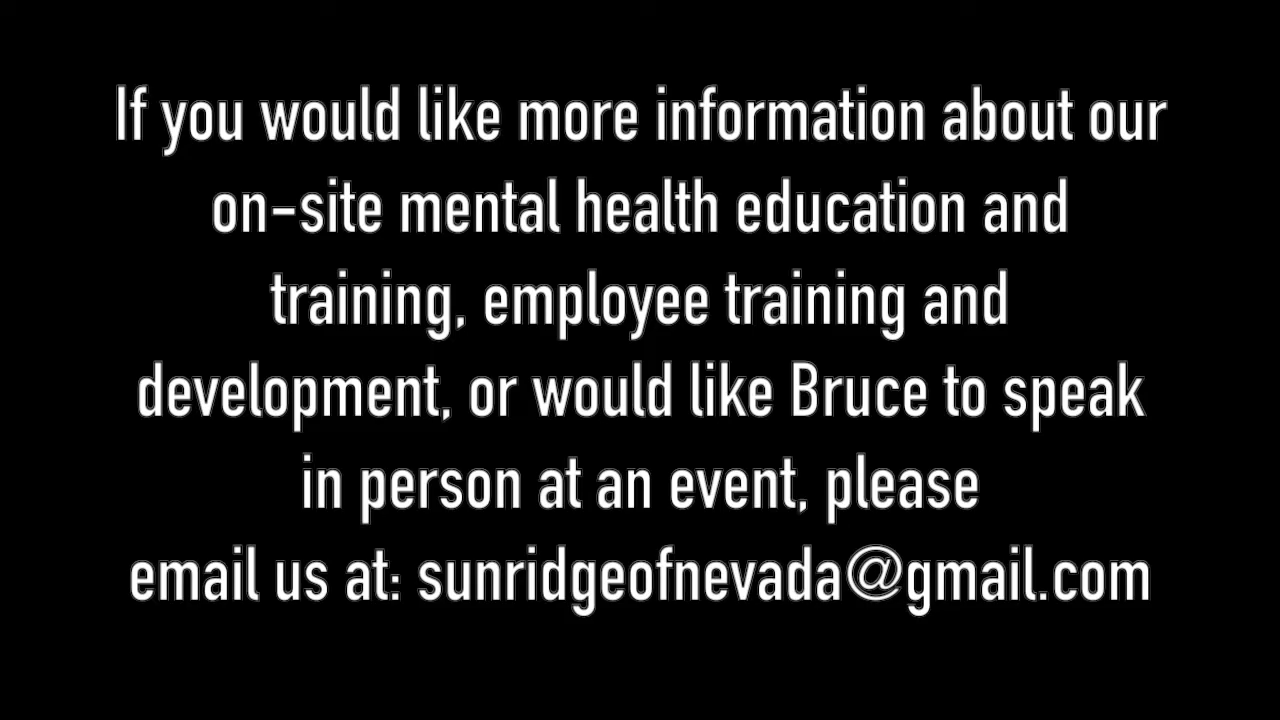 If you would like more information about our
on-site mental health education and
training, employee training and
development, or would like Bruce to speak
in person at an event, please
email us at: sunridgeofnevada@gmail.com